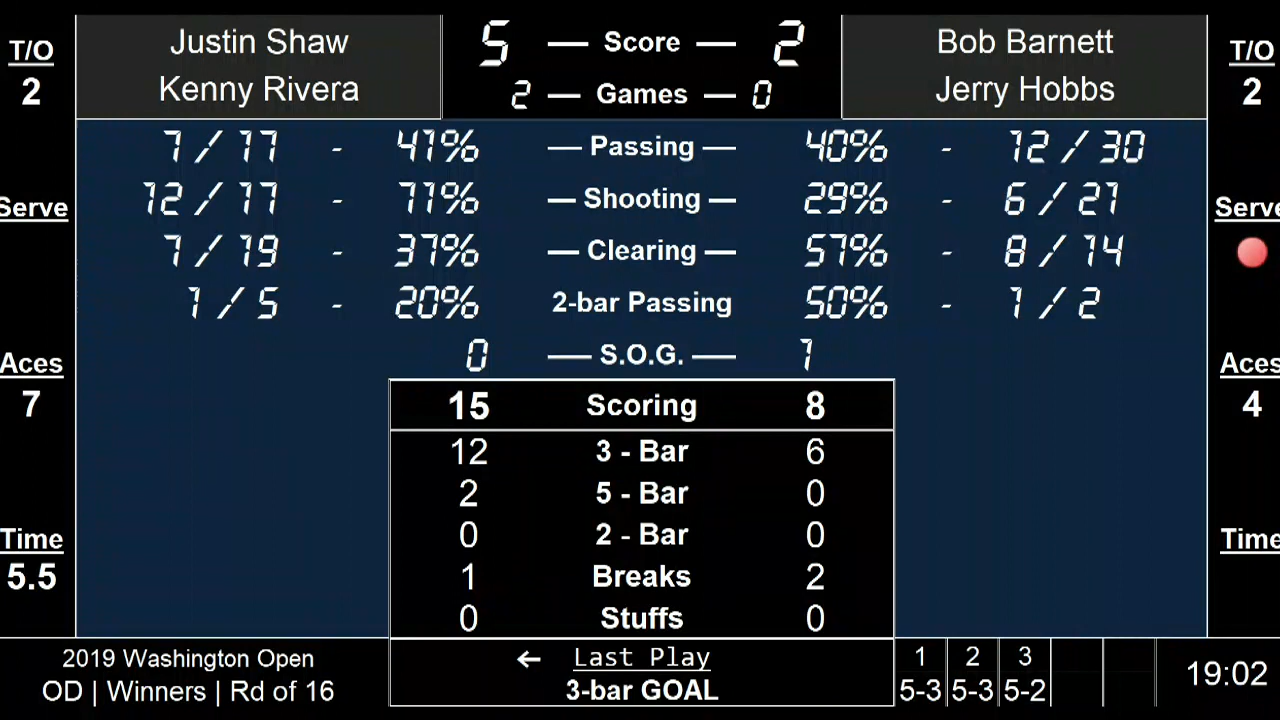 T/O
2
Justin Shaw
Kenny Rivera
5 — Score — 2
2 — Games — 0
Bob Barnett
Jerry Hobbs
T/O
2
7 / 17 - 41% — Passing — 40% - 12 / 30
12 / 17 - 71% — Shooting — 29% - 6 / 21
7 / 19 - 37% — Clearing — 57% - 8 / 14
1 / 5 - 20% 2-bar Passing 50% - 1 / 2
0 — S.O.G. — 1
Serve
Serve
Aces
7
Aces
4
15 Scoring 8
12 3 - Bar 6
2 5 - Bar 0
0 2 - Bar 0
1 Breaks 2
0 Stuffs 0
Time
5.5
Time
2019 Washington Open
OD | Winners | Rd of 16
← Last Play
3-bar GOAL
1 2 3
5-3 5-3 5-2
19:02